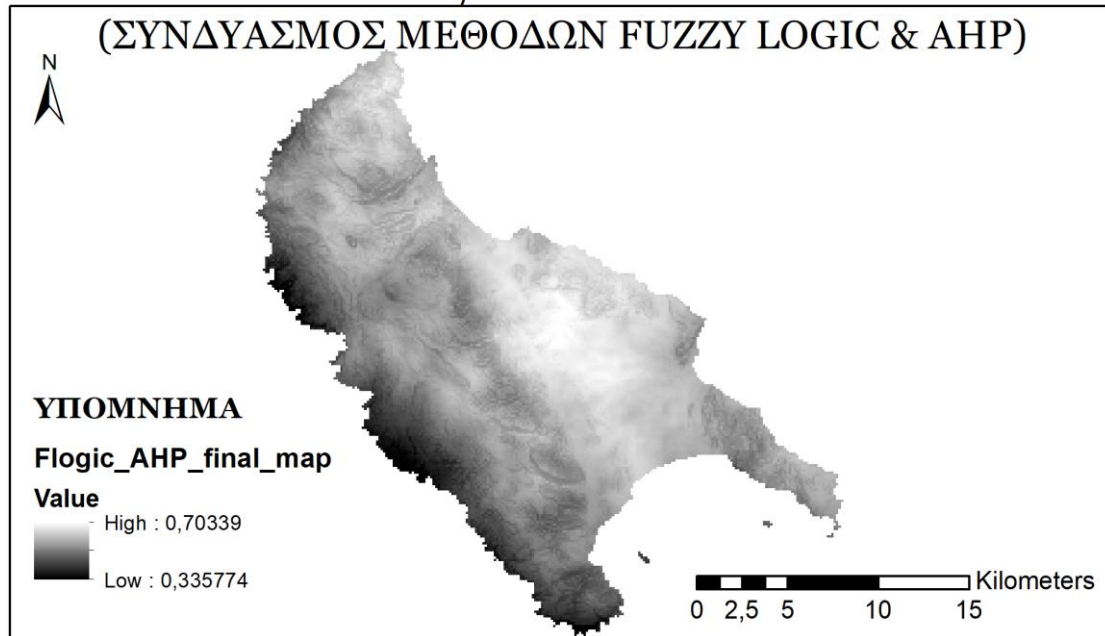 (ΣΥΝΔΥΑΣΜΟΣ ΜΕΘΟΔΩΝ FUZZY LOGIC & AHP)
N
ΥΠΟΜΝΗΜΑ
Flogic_AHP_final_map
Value
High : 0,70339
Low : 0,335774
Kilometers
0 2,5 5 10 15